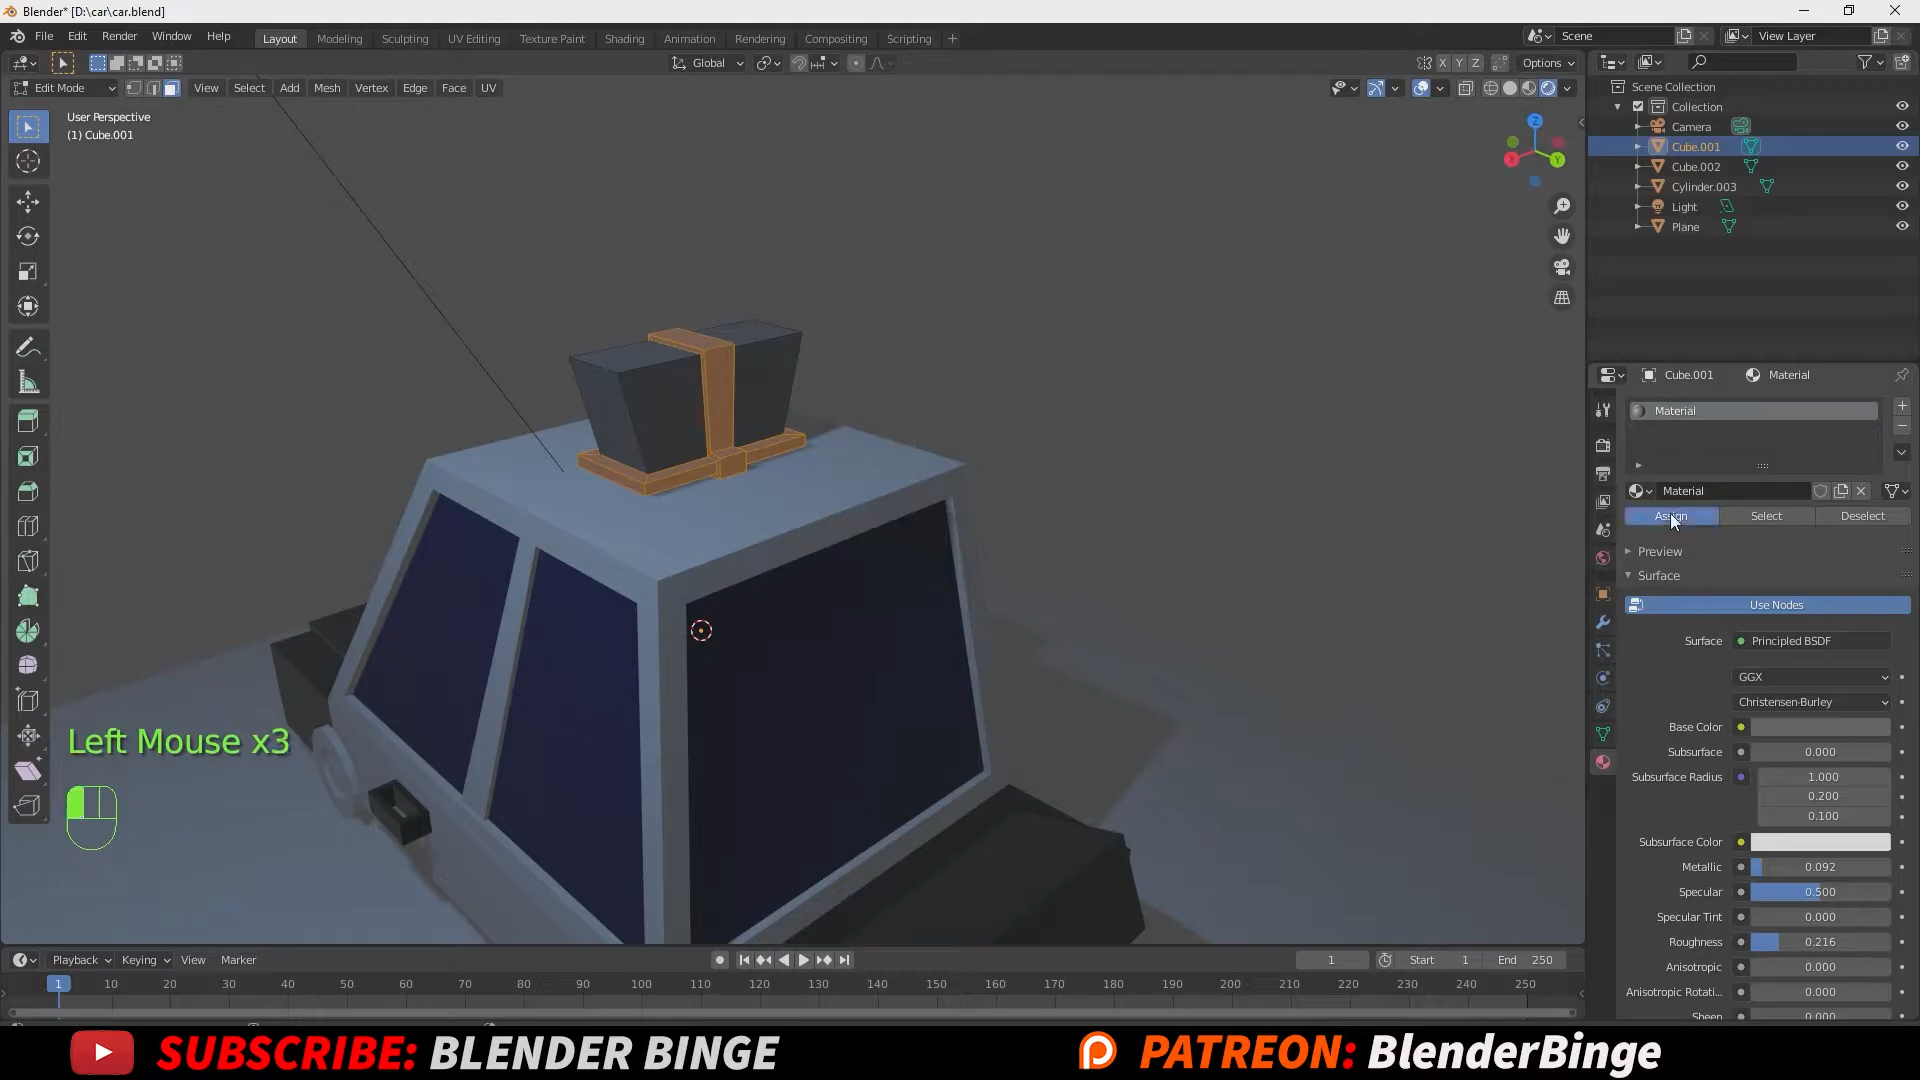 Blender* [D:\car\car.blend]
File Edit Render Window Help Layout Modeling Sculpting UV Editing Texture Paint Shading Animation Rendering Compositing Scripting + Scene View Layer
Global X Y Z Options
Edit Mode View Select Add Mesh Vertex Edge Face UV
User Perspective
(1) Cube.001
Z
X Y
Scene Collection
Collection
Camera
Cube.001
Cube.002
Cylinder.003
Light
Plane
Cube.001 Material
Material
Material
Assign Select Deselect
Preview
Surface
Use Nodes
Surface Principled BSDF
GGX
Christensen-Burley
Base Color
Subsurface 0.000
Subsurface Radius 1.000
0.200
0.100
Subsurface Color
Metallic 0.092
Specular 0.500
Specular Tint 0.000
Roughness 0.216
Anisotropic 0.000
Anisotropic Rotati... 0.000
Sheen 0.000
Left Mouse x3
Playback Keying View Marker 1 Start 1 End 250
1 10 20 30 40 50 60 70 80 90 100 110 120 130 140 150 160 170 180 190 200 210 220 230 240 250
SUBSCRIBE: BLENDER BINGE PATREON: BlenderBinge